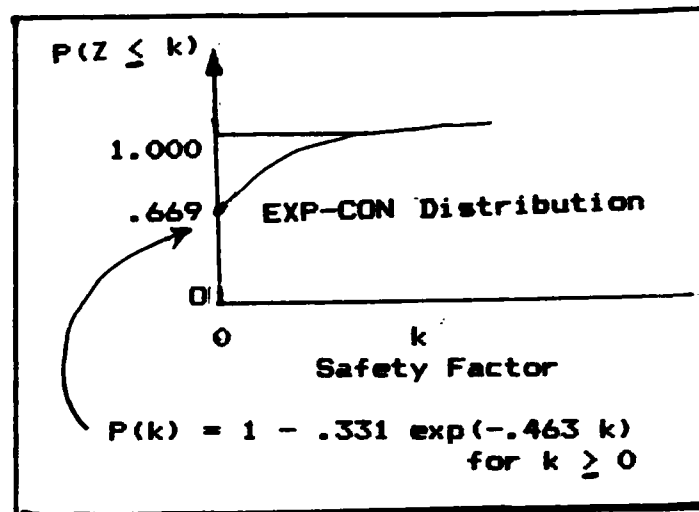 P(Z ≤ k)
1.000
.669
EXP-CON Distribution
0
0 k
Safety Factor
P(k) = 1 - .331 exp(-.463 k)
for k ≥ 0